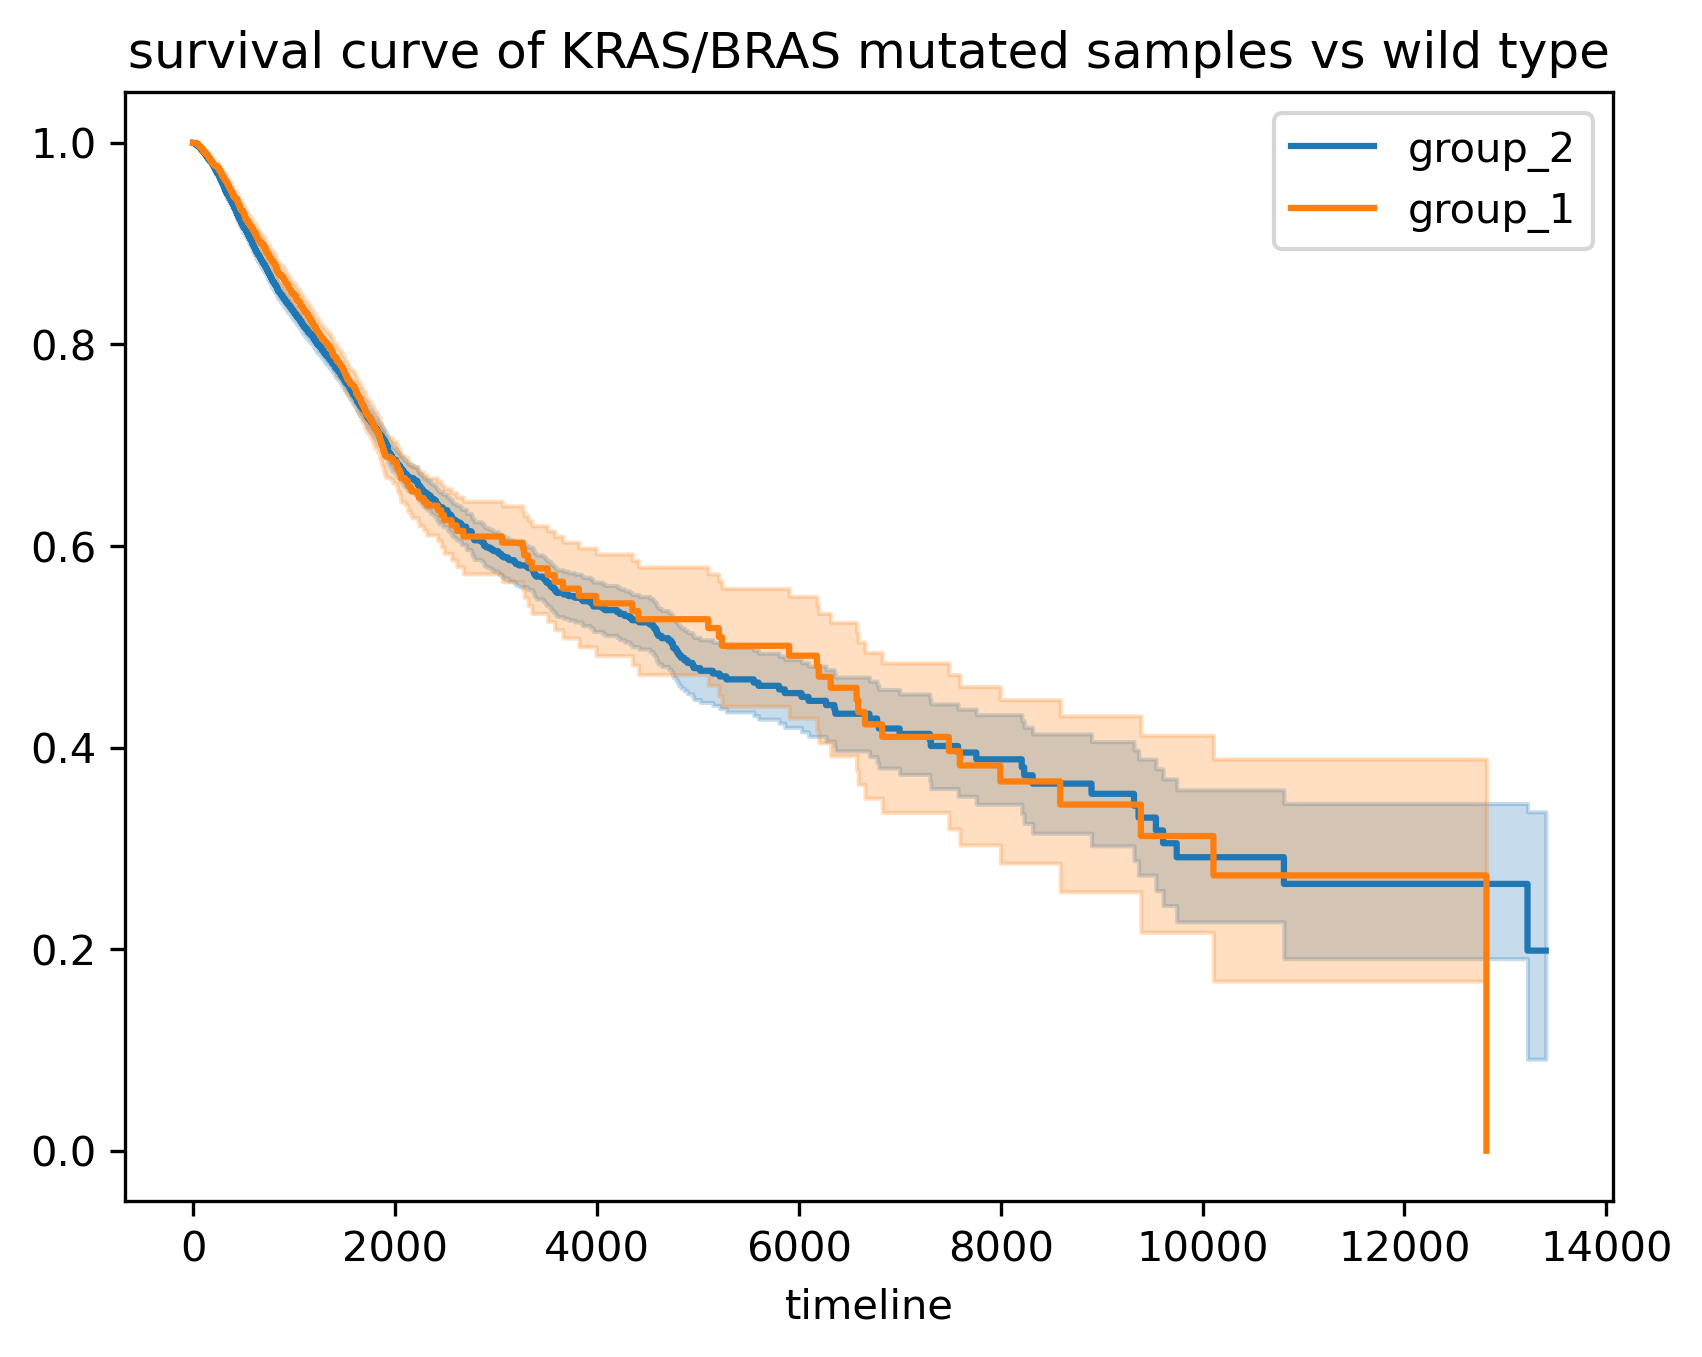 survival curve of KRAS/BRAS mutated samples vs wild type
group_2
group_1
1.0
0.8
0.6
0.4
0.2
0.0
0 2000 4000 6000 8000 10000 12000 14000
timeline